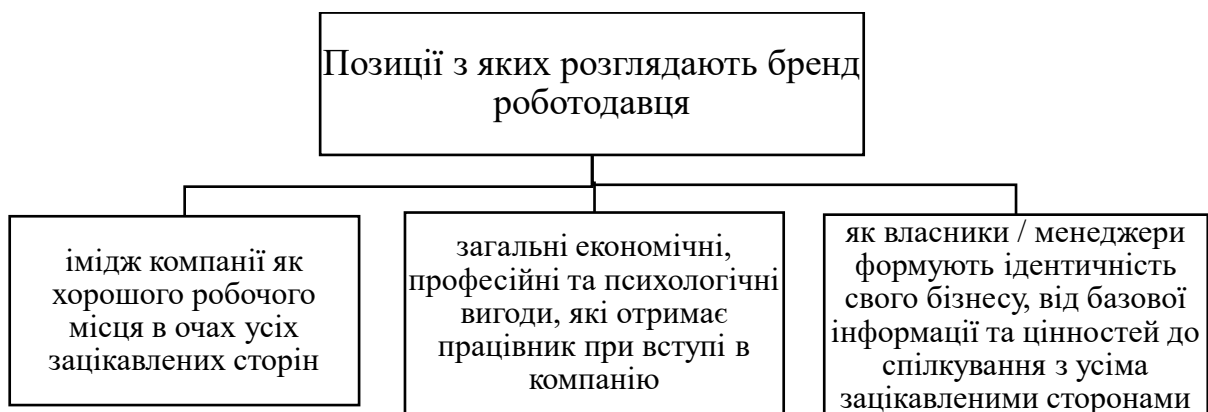 Позиції з яких розглядають бренд
роботодавця
імідж компанії як
хорошого робочого
місця в очах усіх
зацікавлених сторін
загальні економічні,
професійні та психологічні
вигоди, які отримає
працівник при вступі в
компанію
як власники / менеджери
формують ідентичність
свого бізнесу, від базової
інформації та цінностей до
спілкування з усіма
зацікавленими сторонами